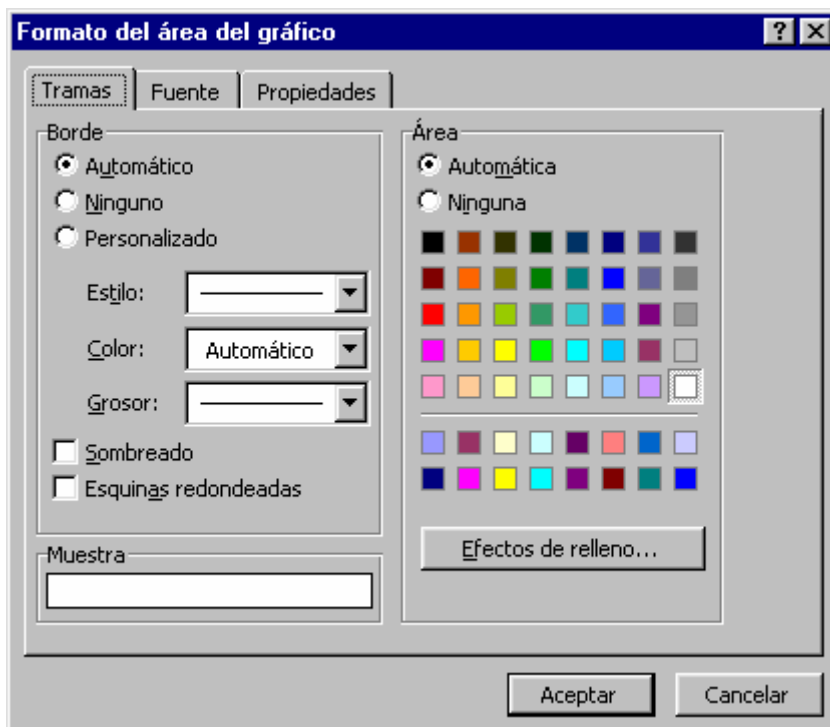 Formato del área del gráfico
Tramas Fuente Propiedades
Borde
Automático
Ninguno
Personalizado
Estilo:
Color: Automático
Grosor:
Sombreado
Esquinas redondeadas
Muestra
Área
Automática
Ninguna
Efectos de relleno...
Aceptar Cancelar